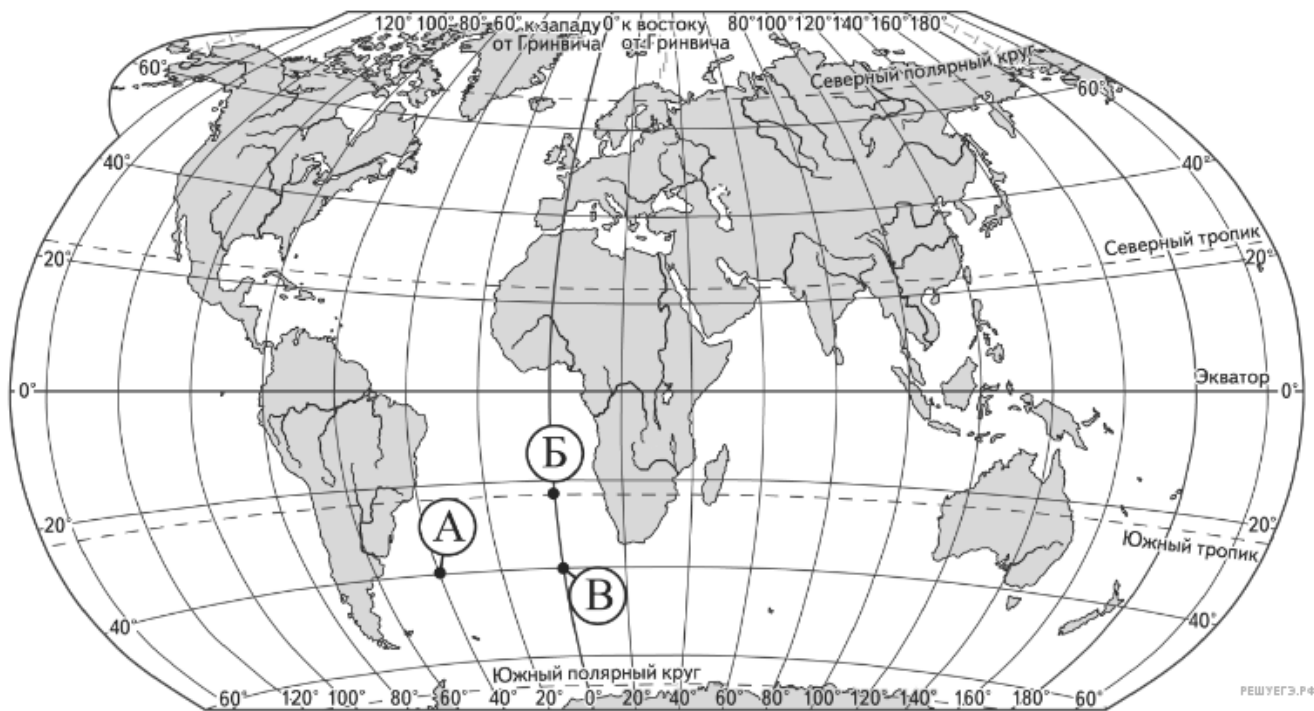 120° 100° 80° 60° к западу 0° к востоку 80° 100° 120° 140° 160° 180°
от Гринвича от Гринвича
60° Северный полярный круг 60°
40° 40°
Северный тропик
20° 20°
0° Экватор 0°
Б
А
20° 20°
Южный тропик
В
40° 40°
Южный полярный круг
60° 120° 100° 80° 60° 40° 20° 0° 20° 40° 60° 80° 100° 120° 140° 160° 180° 60°
РЕШУЕГЭ.РФ